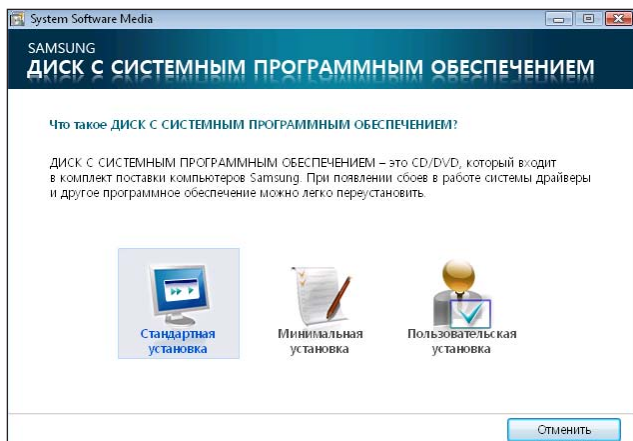 System Software Media
SAMSUNG
ДИСК С СИСТЕМНЫМ ПРОГРАММНЫМ ОБЕСПЕЧЕНИЕМ
Что такое ДИСК С СИСТЕМНЫМ ПРОГРАММНЫМ ОБЕСПЕЧЕНИЕМ?
ДИСК С СИСТЕМНЫМ ПРОГРАММНЫМ ОБЕСПЕЧЕНИЕМ – это CD/DVD, который входит
в комплект поставки компьютеров Samsung. При появлении сбоев в работе системы драйверы
и другое программное обеспечение можно легко переустановить.
Стандартная
установка
Минимальная
установка
Пользовательская
установка
Отменить